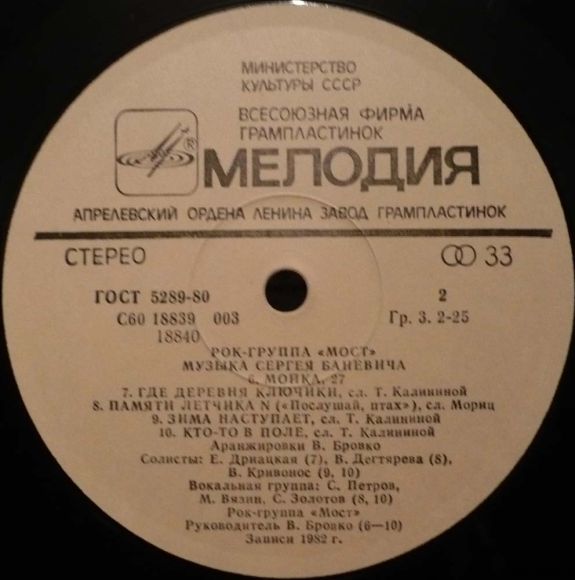 МИНИСТЕРСТВО
КУЛЬТУРЫ СССР
ВСЕСОЮЗНАЯ ФИРМА
ГРАМПЛАСТИНОК
®
МЕЛОДИЯ
АПРЕЛЕВСКИЙ ОРДЕНА ЛЕНИНА ЗАВОД ГРАМПЛАСТИНОК
СТЕРЕО 33
ГОСТ 5289-80 2
С60 18839 003 Гр. 3. 2-25
18840
РОК-ГРУППА «МОСТ»
МУЗЫКА СЕРГЕЯ БАНЕВИЧА
6. МОЙКА, 27
7. ГДЕ ДЕРЕВНЯ КЛЮЧИКИ, сл. Т. Калининой
8. ПАМЯТИ ЛЕТЧИКА N («Послушай, птах»), сл. Мориц
9. ЗИМА НАСТУПАЕТ, сл. Т. Калининой
10. КТО-ТО В ПОЛЕ, сл. Т. Калининой
Аранжировки В. Бровко
Солисты: Е. Дриацкая (7), В. Дегтярева (8),
В. Кривонос (9, 10)
Вокальная группа: С. Петров,
М. Вязин, С. Золотов (8, 10)
Рок-группа «Мост»
Руководитель В. Бровко (6—10)
Записи 1982 г.